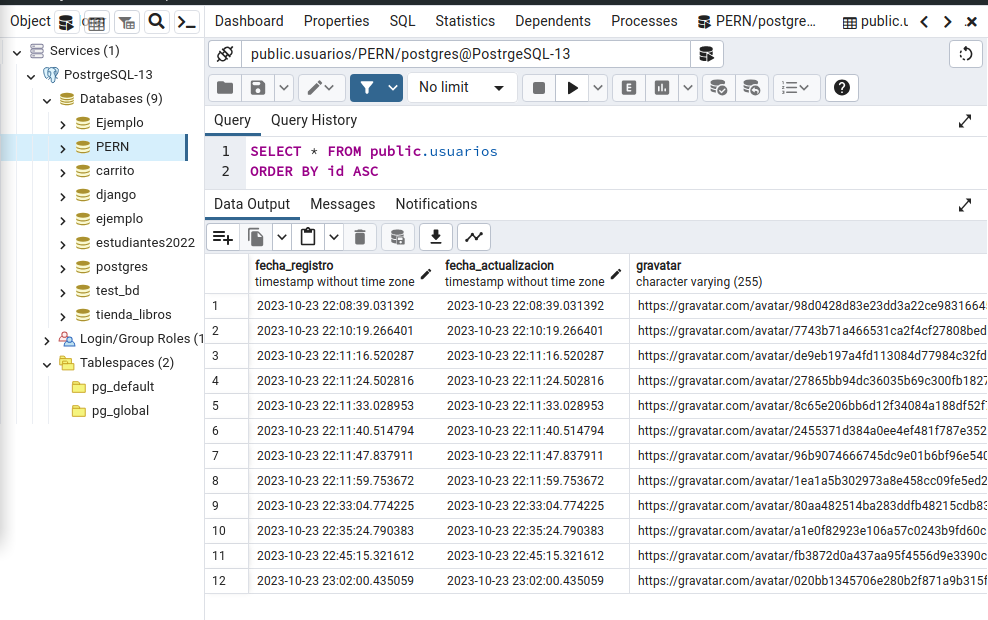 Object
Dashboard Properties SQL Statistics Dependents Processes PERN/postgre... public.u
Services (1)
PostrgeSQL-13
Databases (9)
Ejemplo
PERN
carrito
django
ejemplo
estudiantes2022
postgres
test_bd
tienda_libros
Login/Group Roles (1
Tablespaces (2)
pg_default
pg_global
public.usuarios/PERN/postgres@PostrgeSQL-13
No limit
E
Query Query History
1 SELECT * FROM public.usuarios
2 ORDER BY id ASC
Data Output Messages Notifications
fecha_registro fecha_actualizacion gravatar
timestamp without time zone timestamp without time zone character varying (255)
1 2023-10-23 22:08:39.031392 2023-10-23 22:08:39.031392 https://gravatar.com/avatar/98d0428d83e23dd3a22ce9831664
2 2023-10-23 22:10:19.266401 2023-10-23 22:10:19.266401 https://gravatar.com/avatar/7743b71a466531ca2f4cf27808bed
3 2023-10-23 22:11:16.520287 2023-10-23 22:11:16.520287 https://gravatar.com/avatar/de9eb197a4fd113084d77984c32fd
4 2023-10-23 22:11:24.502816 2023-10-23 22:11:24.502816 https://gravatar.com/avatar/27865bb94dc36035b69c300fb1827
5 2023-10-23 22:11:33.028953 2023-10-23 22:11:33.028953 https://gravatar.com/avatar/8c65e206bb6d12f34084a188df52f
6 2023-10-23 22:11:40.514794 2023-10-23 22:11:40.514794 https://gravatar.com/avatar/2455371d384a0ee4ef481f787e352
7 2023-10-23 22:11:47.837911 2023-10-23 22:11:47.837911 https://gravatar.com/avatar/96b9074666745dc9e01b6bf96e540
8 2023-10-23 22:11:59.753672 2023-10-23 22:11:59.753672 https://gravatar.com/avatar/1ea1a5b302973a8e458cc09fe5ed2
9 2023-10-23 22:33:04.774225 2023-10-23 22:33:04.774225 https://gravatar.com/avatar/80aa482514ba283ddfb48215cdb83
10 2023-10-23 22:35:24.790383 2023-10-23 22:35:24.790383 https://gravatar.com/avatar/a1e0f82923e106a57c0243b9fd60c
11 2023-10-23 22:45:15.321612 2023-10-23 22:45:15.321612 https://gravatar.com/avatar/fb3872d0a437aa95f4556d9e3390c
12 2023-10-23 23:02:00.435059 2023-10-23 23:02:00.435059 https://gravatar.com/avatar/020bb1345706e280b2f871a9b315f